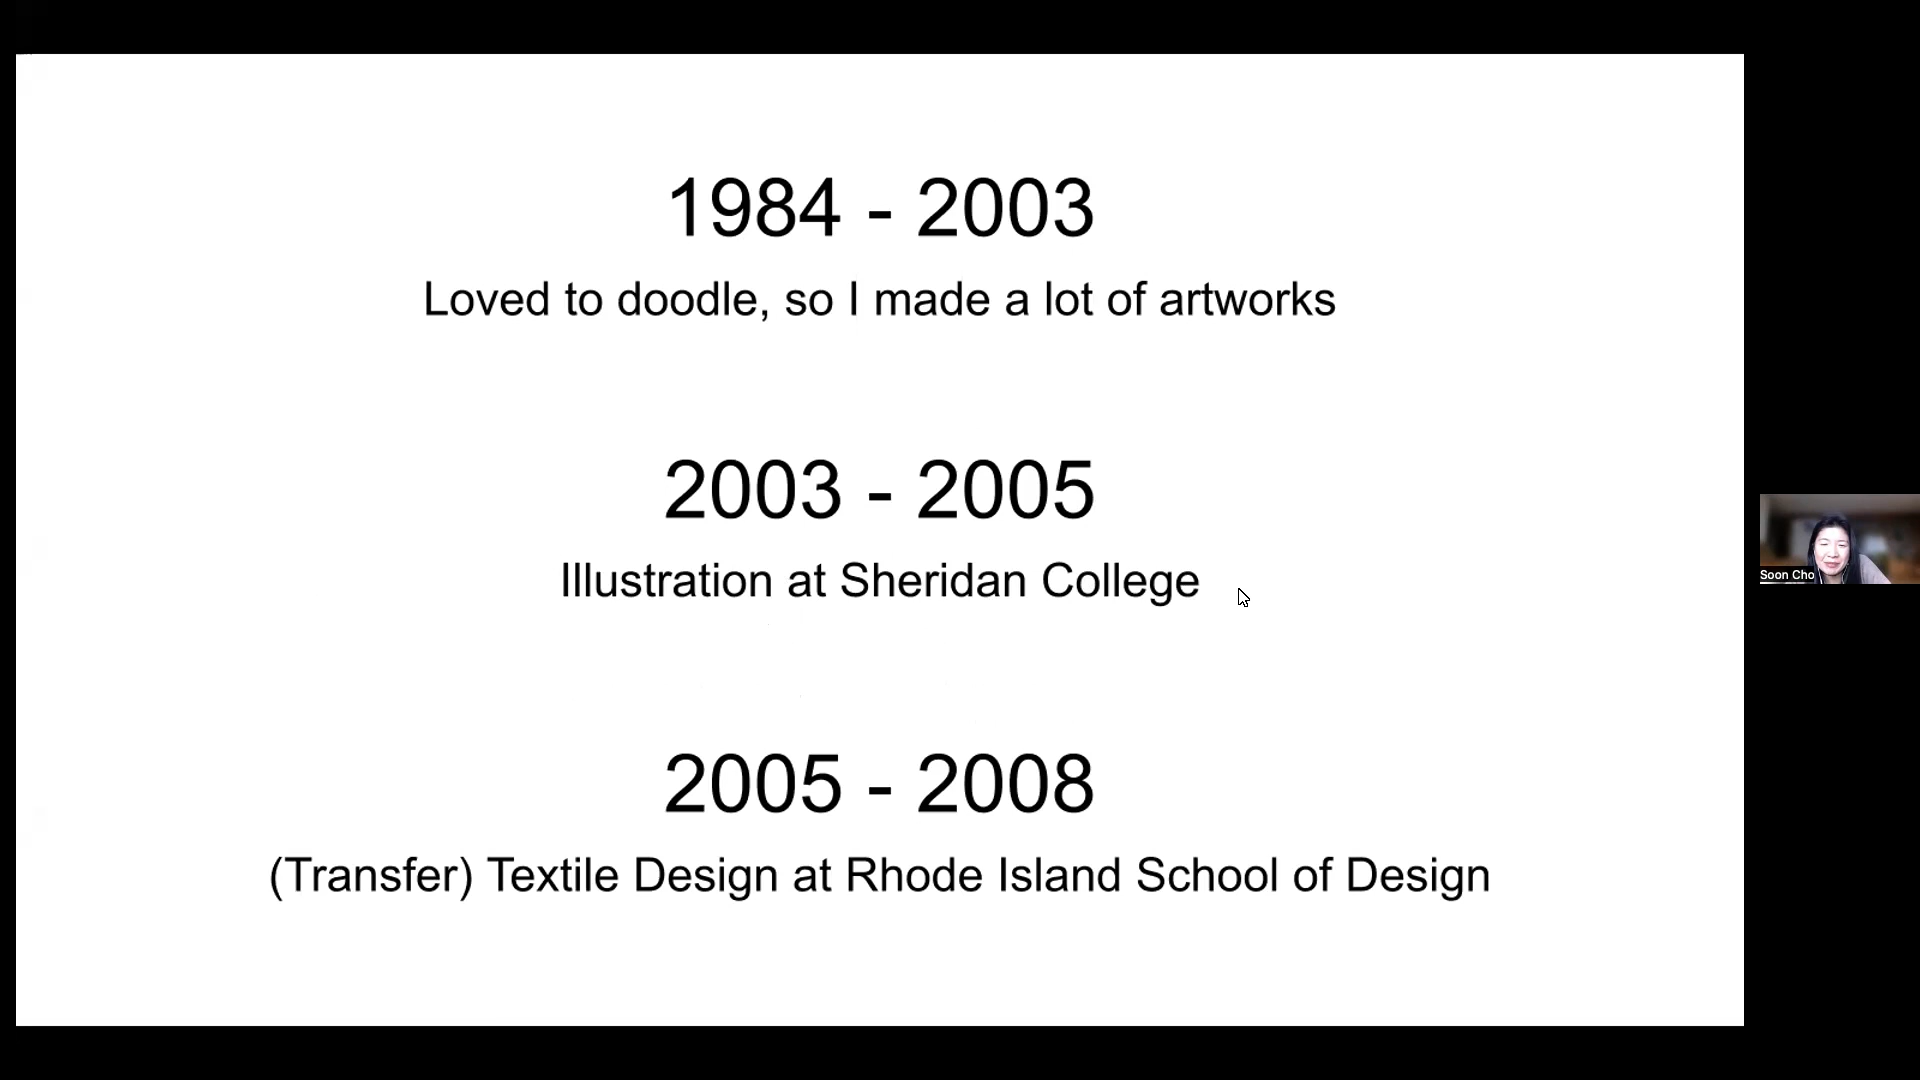 1984 - 2003
Loved to doodle, so I made a lot of artworks
2003 - 2005
Illustration at Sheridan College
2005 - 2008
(Transfer) Textile Design at Rhode Island School of Design
Soon Cho